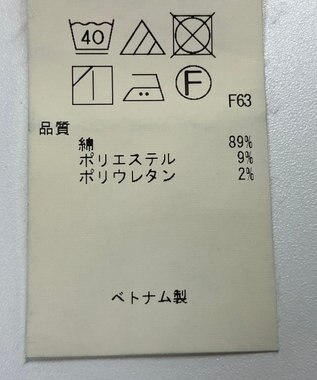 40
F
F63
品質
綿 89%
ポリエステル 9%
ポリウレタン 2%
ベトナム製